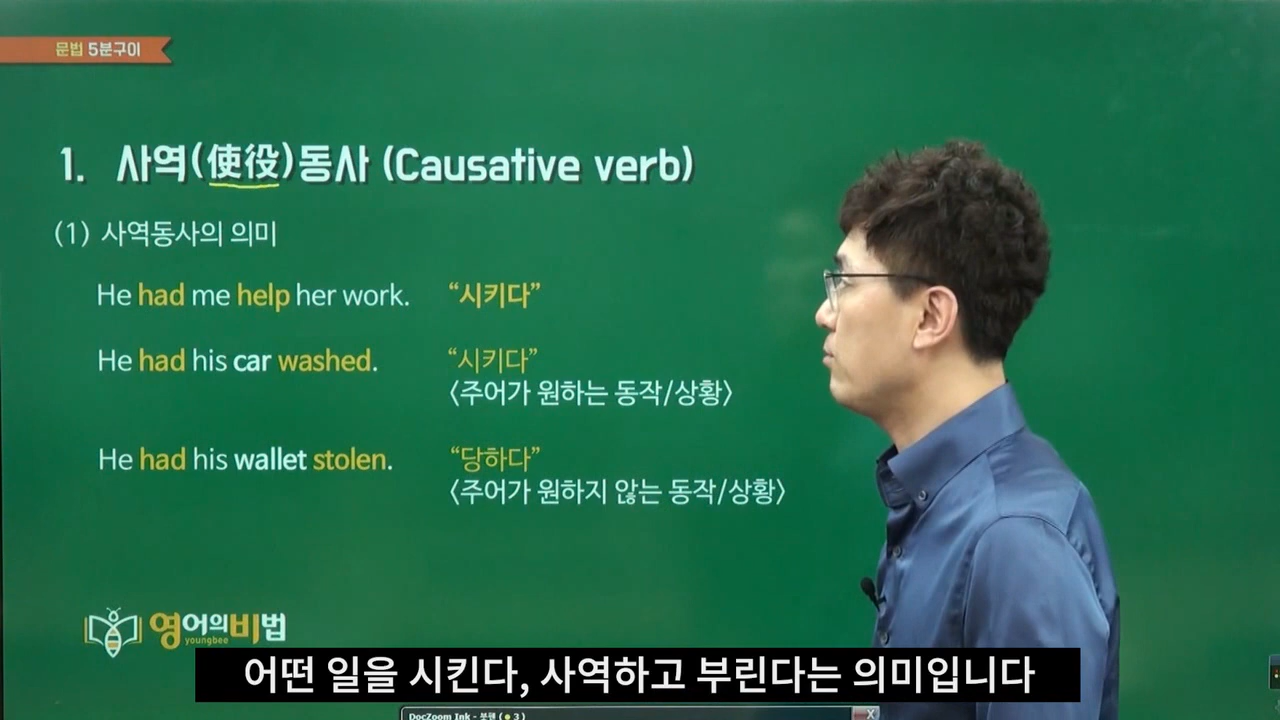 문법 5분구이
1. 사역(使役)동사 (Causative verb)
(1) 사역동사의 의미
He had me help her work. “시키다”
He had his car washed. “시키다”
〈주어가 원하는 동작/상황〉
He had his wallet stolen. “당하다”
〈주어가 원하지 않는 동작/상황〉
영어의비법
youngbee
어떤 일을 시킨다, 사역하고 부린다는 의미입니다
DocZoom Ink - 붓펜 ( 3 )